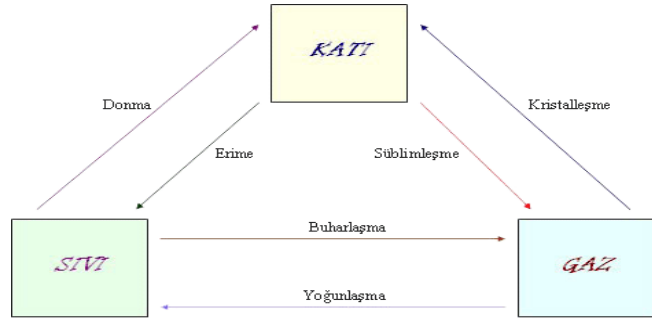 KATI
Donma
Kristalleşme
Erime
Süblimleşme
Buharlaşma
SIVI
GAZ
Yoğunlaşma